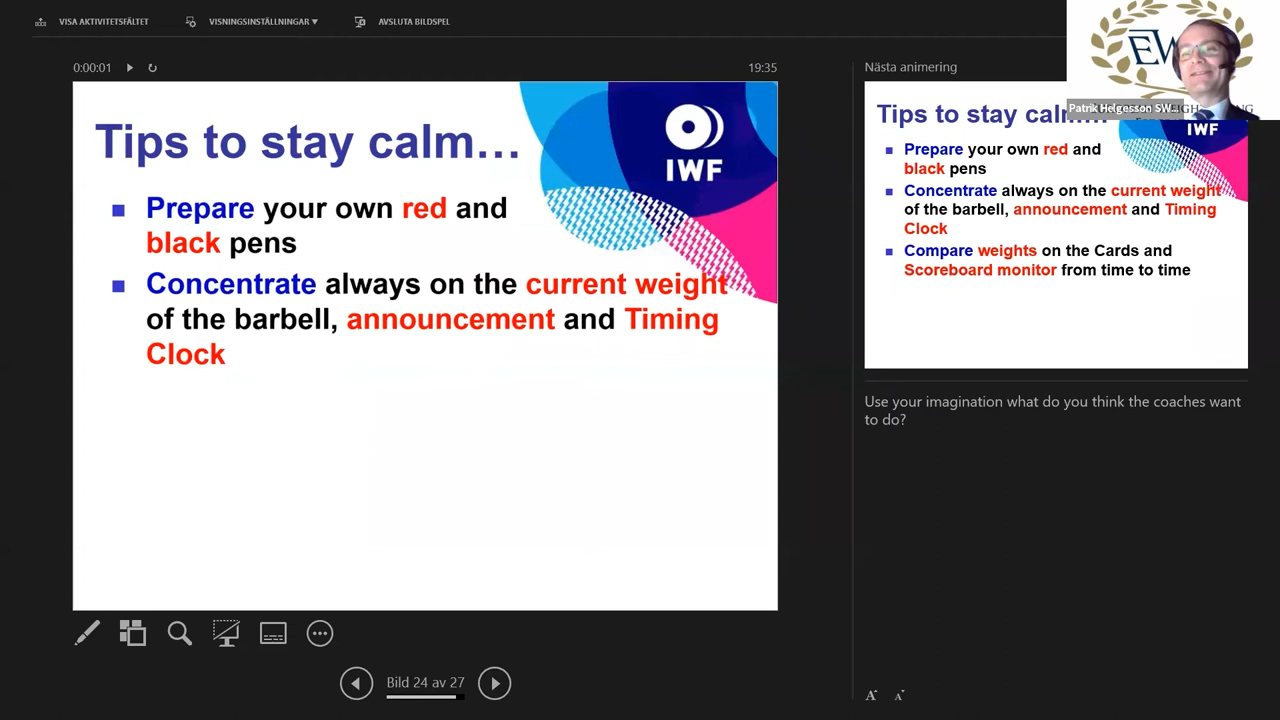 VISA AKTIVITETSFÄLTET
VISNINGSINSTÄLLNINGAR ▼
AVSLUTA BILDSPEL
0:00:01
19:35
Tips to stay calm…
IWF
■ Prepare your own red and
black pens
■ Concentrate always on the current weight
of the barbell, announcement and Timing
Clock
Bild 24 av 27
Nästa animering
EW
Patrik Helgesson SW...
Tips to stay calm…
IWF
■ Prepare your own red and
black pens
■ Concentrate always on the current weight
of the barbell, announcement and Timing
Clock
■ Compare weights on the Cards and
Scoreboard monitor from time to time
Use your imagination what do you think the coaches want
to do?
A A